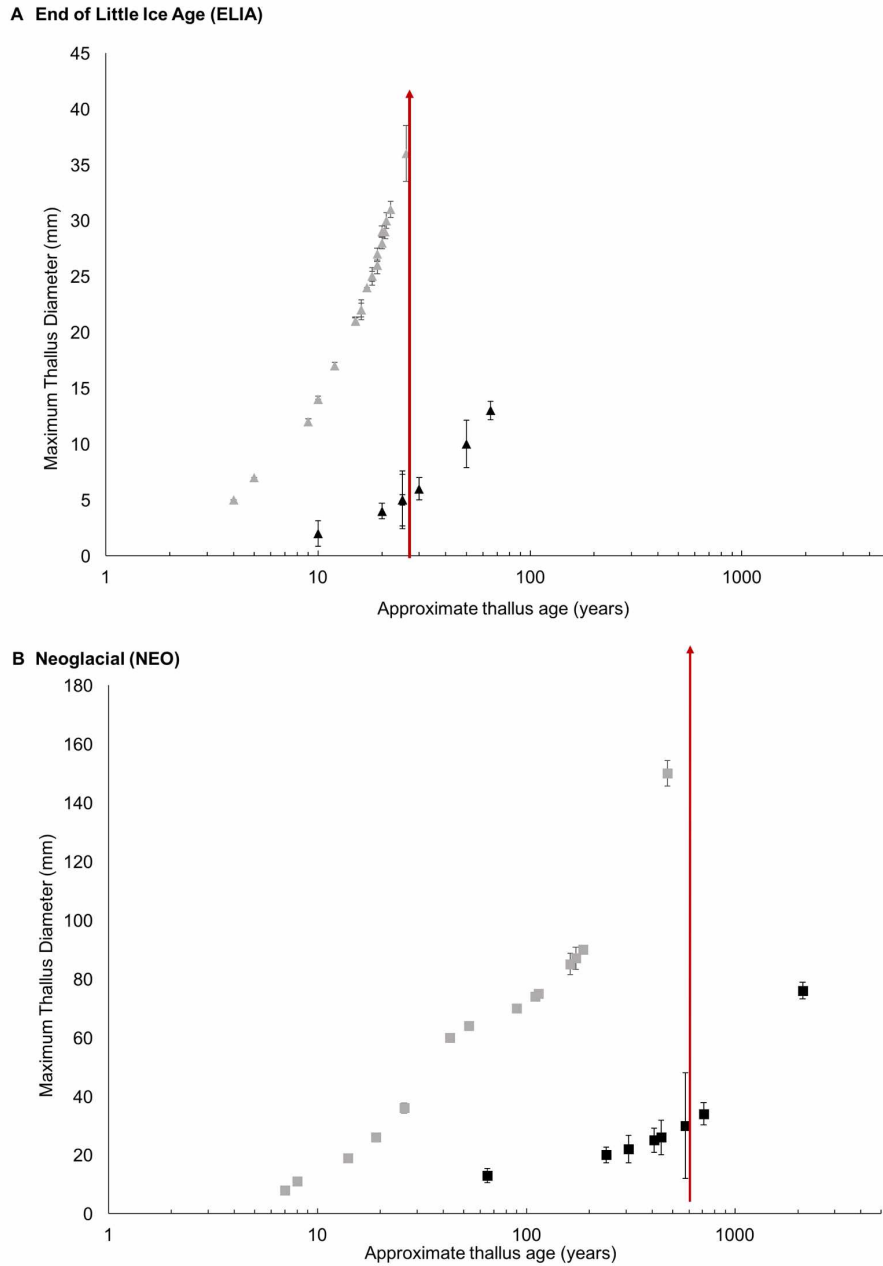 A End of Little Ice Age (ELIA)
45
40
35
30
25
20
15
10
5
0
Maximum Thallus Diameter (mm)
1 10 100 1000
Approximate thallus age (years)
B Neoglacial (NEO)
180
160
140
120
100
80
60
40
20
0
Maximum Thallus Diameter (mm)
1 10 100 1000
Approximate thallus age (years)